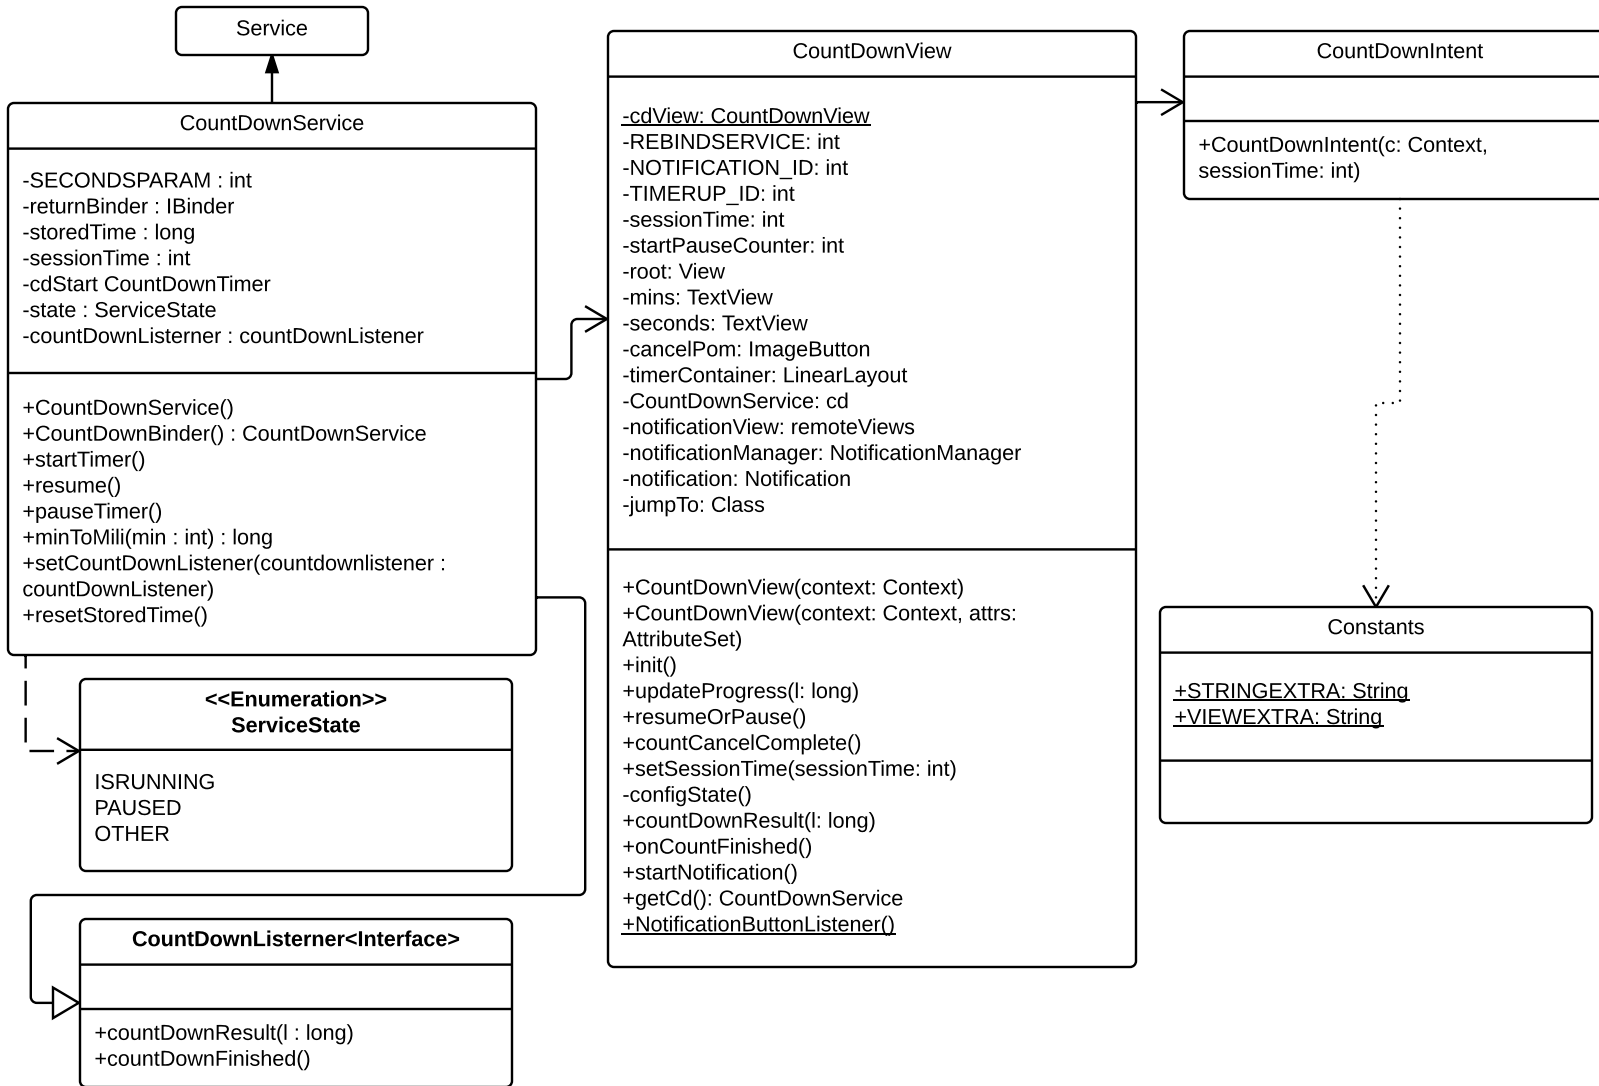 Service
CountDownService
-SECONDSPARAM : int
-returnBinder : IBinder
-storedTime : long
-sessionTime : int
-cdStart CountDownTimer
-state : ServiceState
-countDownListerner : countDownListener
+CountDownService()
+CountDownBinder() : CountDownService
+startTimer()
+resume()
+pauseTimer()
+minToMili(min : int) : long
+setCountDownListener(countdownlistener :
countDownListener)
+resetStoredTime()
<<Enumeration>>
ServiceState
ISRUNNING
PAUSED
OTHER
CountDownListerner<Interface>
+countDownResult(l : long)
+countDownFinished()
CountDownView
-cdView: CountDownView
-REBINDSERVICE: int
-NOTIFICATION_ID: int
-TIMERUP_ID: int
-sessionTime: int
-startPauseCounter: int
-root: View
-mins: TextView
-seconds: TextView
-cancelPom: ImageButton
-timerContainer: LinearLayout
-CountDownService: cd
-notificationView: remoteViews
-notificationManager: NotificationManager
-notification: Notification
-jumpTo: Class
+CountDownView(context: Context)
+CountDownView(context: Context, attrs:
AttributeSet)
+init()
+updateProgress(l: long)
+resumeOrPause()
+countCancelComplete()
+setSessionTime(sessionTime: int)
-configState()
+countDownResult(l: long)
+onCountFinished()
+startNotification()
+getCd(): CountDownService
+NotificationButtonListener()
CountDownIntent
+CountDownIntent(c: Context,
sessionTime: int)
Constants
+STRINGEXTRA: String
+VIEWEXTRA: String